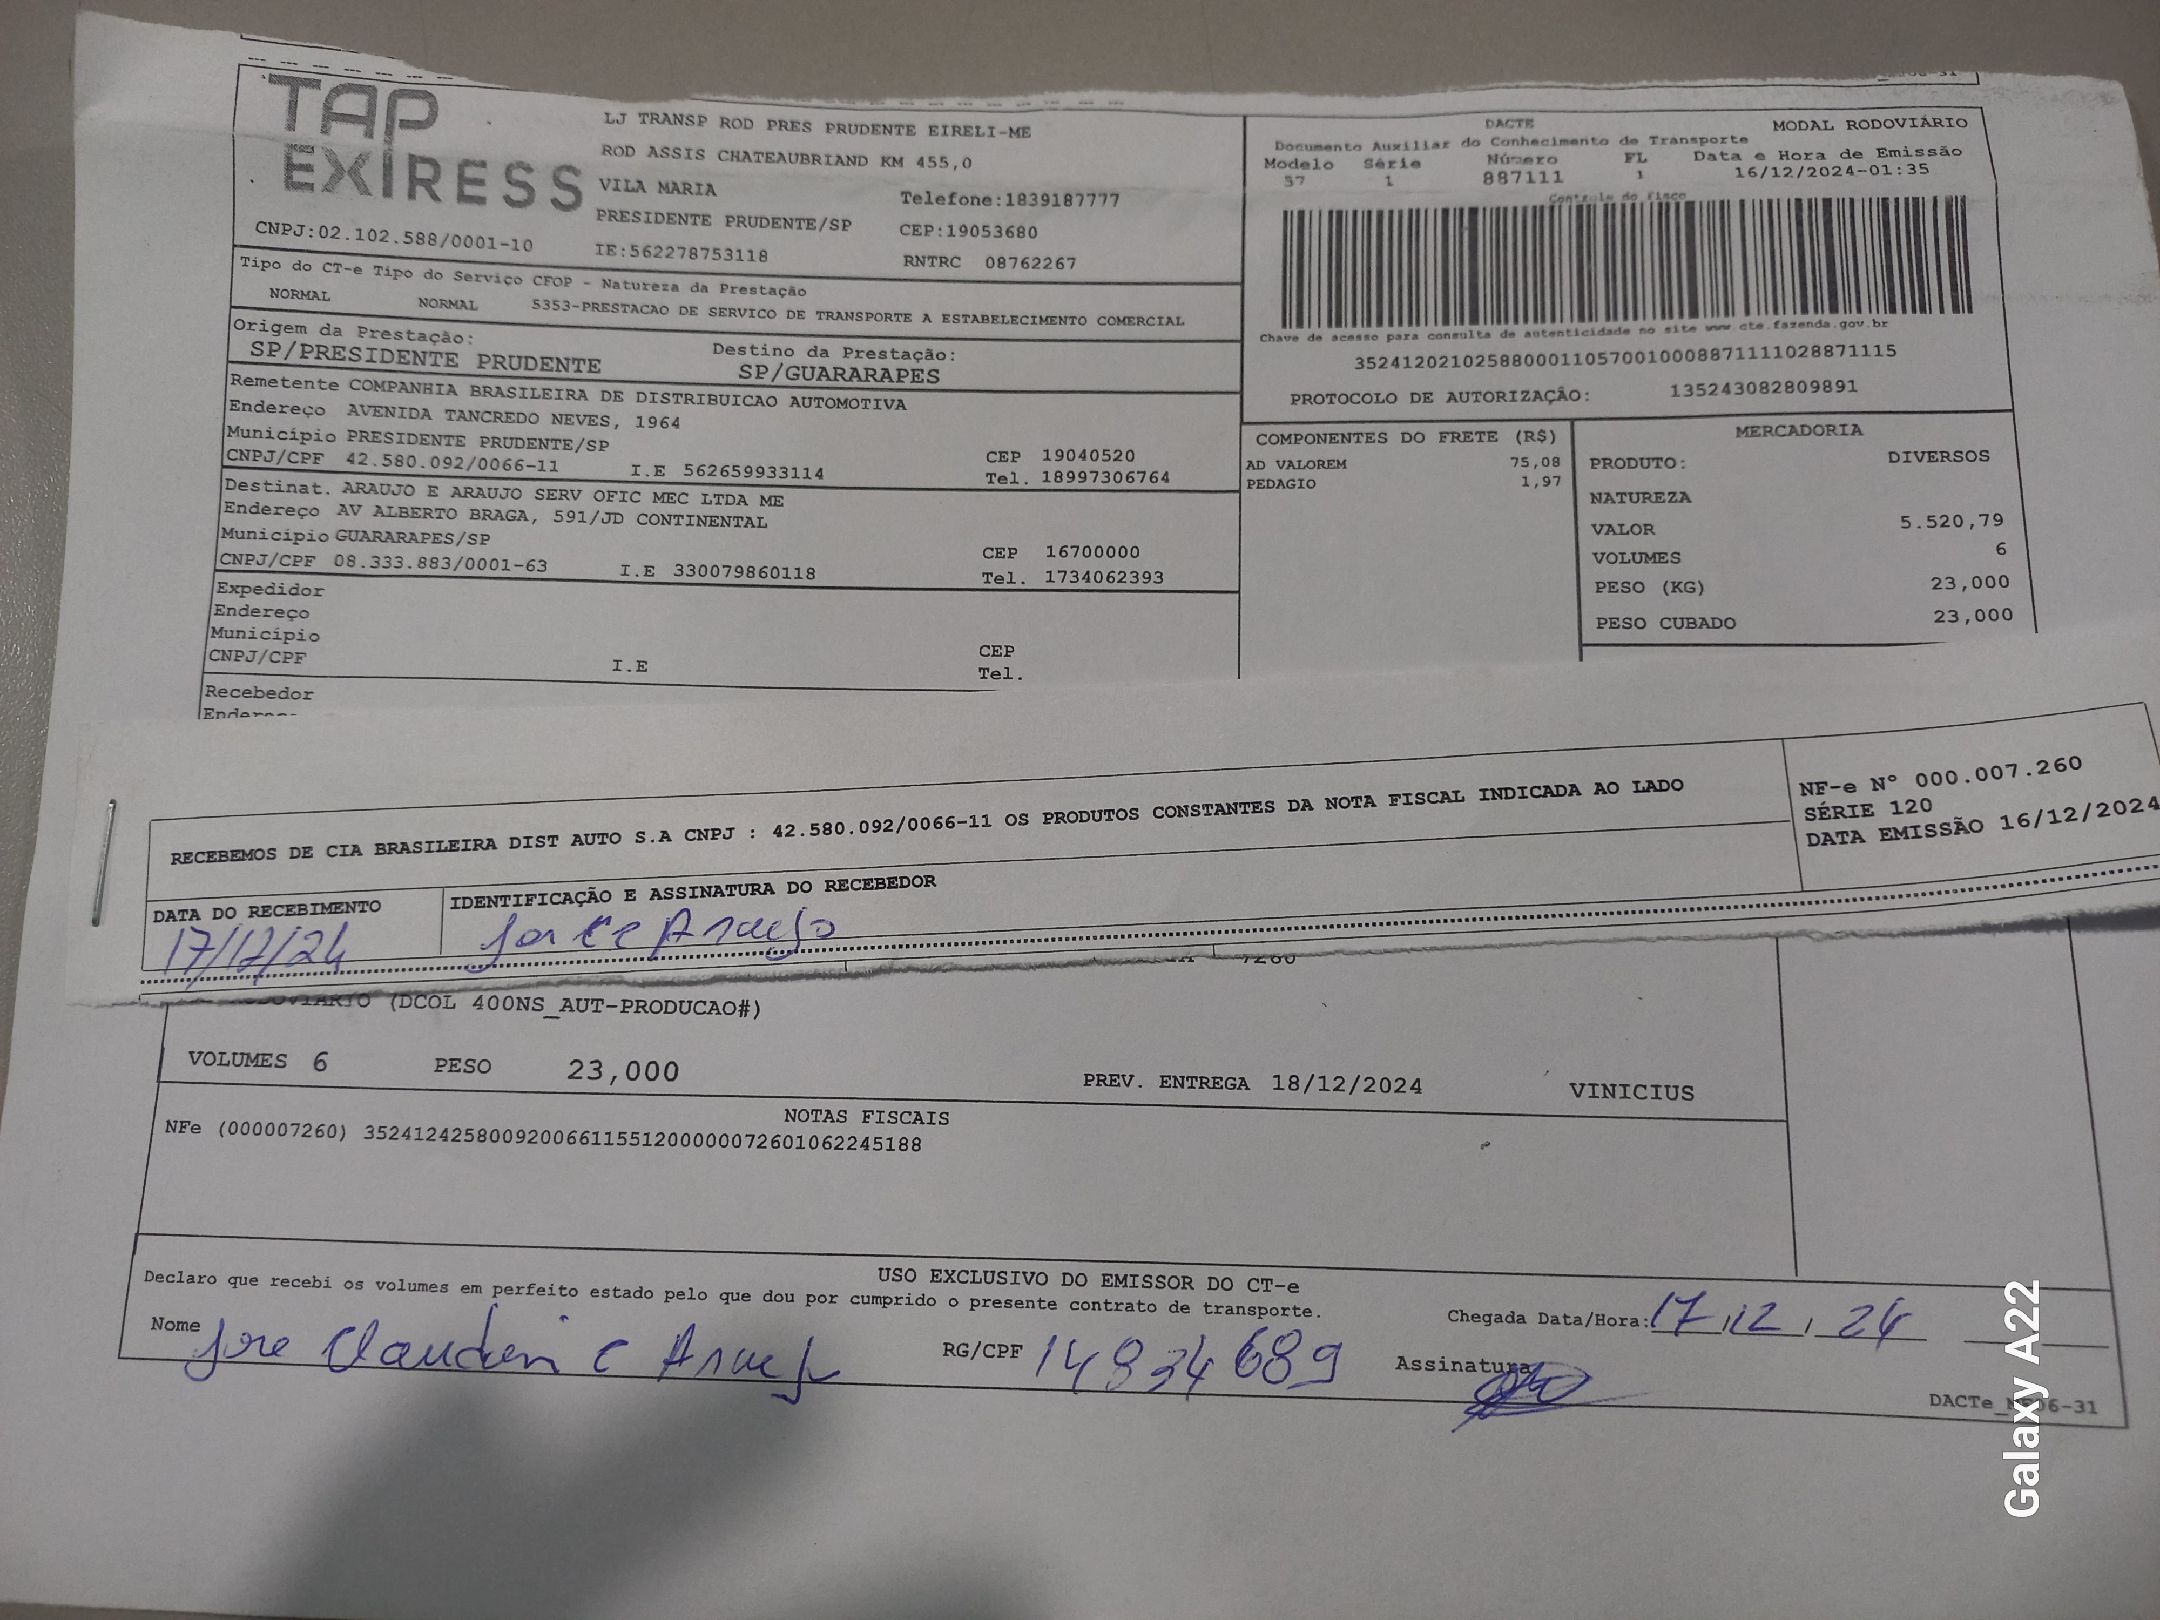 TAP
EXPRESS
LJ TRANSP ROD PRES PRUDENTE EIRELI-ME
ROD ASSIS CHATEAUBRIAND KM 455,0
VILA MARIA
Telefone:1839187777
PRESIDENTE PRUDENTE/SP
CEP:19053680
CNPJ:02.102.588/0001-10
IE:562278753118
RNTRC 08762267
Tipo do CT-e Tipo do Serviço CFOP - Natureza da Prestação
NORMAL NORMAL 5353-PRESTACAO DE SERVICO DE TRANSPORTE A ESTABELECIMENTO COMERCIAL
Origem da Prestação:
SP/PRESIDENTE PRUDENTE
Destino da Prestação:
SP/GUARARAPES
Remetente COMPANHIA BRASILEIRA DE DISTRIBUICAO AUTOMOTIVA
Endereço AVENIDA TANCREDO NEVES, 1964
Município PRESIDENTE PRUDENTE/SP
CEP 19040520
CNPJ/CPF 42.580.092/0066-11 I.E 562659933114 Tel. 18997306764
Destinat. ARAUJO E ARAUJO SERV OFIC MEC LTDA ME
Endereço AV ALBERTO BRAGA, 591/JD CONTINENTAL
Município GUARARAPES/SP
CEP 16700000
CNPJ/CPF 08.333.883/0001-63 I.E 330079860118 Tel. 1734062393
Expedidor
Endereço
Município
CEP
CNPJ/CPF I.E Tel.
Recebedor
DACTE MODAL RODOVIÁRIO
Documento Auxiliar do Conhecimento de Transporte
Modelo Série Número FL Data e Hora de Emissão
57 1 887111 1 16/12/2024-01:35
Controle do Fisco
Chave de acesso para consulta de autenticidade no site www.cte.fazenda.gov.br
35241202102588000110570010008871111028871115
PROTOCOLO DE AUTORIZAÇÃO: 135243082809891
COMPONENTES DO FRETE (R$)
AD VALOREM 75,08
PEDAGIO 1,97
MERCADORIA
PRODUTO: DIVERSOS
NATUREZA
VALOR 5.520,79
VOLUMES 6
PESO (KG) 23,000
PESO CUBADO 23,000
RECEBEMOS DE CIA BRASILEIRA DIST AUTO S.A CNPJ : 42.580.092/0066-11 OS PRODUTOS CONSTANTES DA NOTA FISCAL INDICADA AO LADO
NF-e Nº 000.007.260
SÉRIE 120
DATA EMISSÃO 16/12/2024
DATA DO RECEBIMENTO
17/12/24
IDENTIFICAÇÃO E ASSINATURA DO RECEBEDOR
Araujo
7260
(DCOL 400NS_AUT-PRODUCAO#)
VOLUMES 6 PESO 23,000 PREV. ENTREGA 18/12/2024 VINICIUS
NOTAS FISCAIS
NFe (000007260) 35241242580092006611551200000072601062245188
USO EXCLUSIVO DO EMISSOR DO CT-e
Declaro que recebi os volumes em perfeito estado pelo que dou por cumprido o presente contrato de transporte.
Nome Jose Claudemi C Araujo RG/CPF 14834689
Chegada Data/Hora: 17 12 24
Assinatura
-31
Galaxy A22